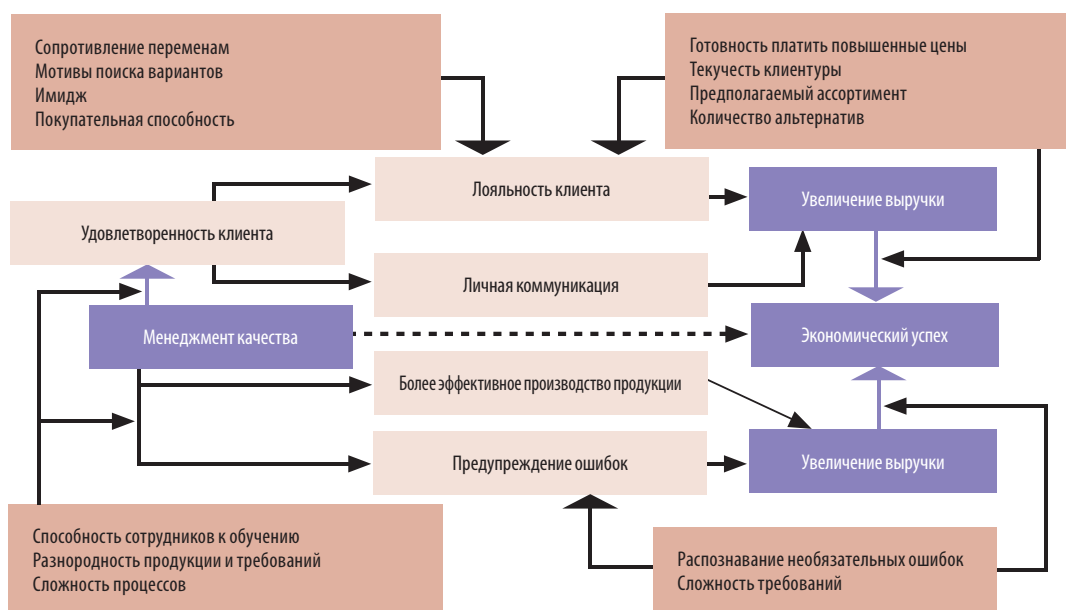 Сопротивление переменам
Мотивы поиска вариантов
Имидж
Покупательная способность
Готовность платить повышенные цены
Текучесть клиентуры
Предполагаемый ассортимент
Количество альтернатив
Лояльность клиента
Увеличение выручки
Удовлетворенность клиента
Личная коммуникация
Менеджмент качества
Экономический успех
Более эффективное производство продукции
Предупреждение ошибок
Увеличение выручки
Способность сотрудников к обучению
Разнородность продукции и требований
Сложность процессов
Распознавание необязательных ошибок
Сложность требований